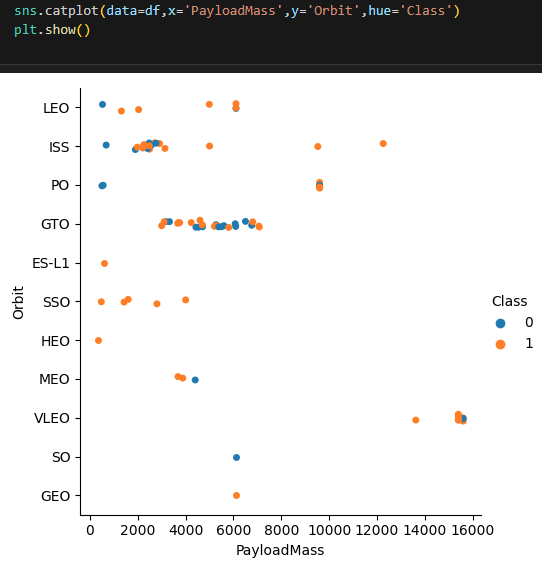 sns.catplot(data=df,x='PayloadMass',y='Orbit',hue='Class')
plt.show()
LEO
ISS
PO
GTO
ES-L1
SSO
HEO
MEO
VLEO
SO
GEO
Orbit
0 2000 4000 6000 8000 10000 12000 14000 16000
PayloadMass
Class
0
1